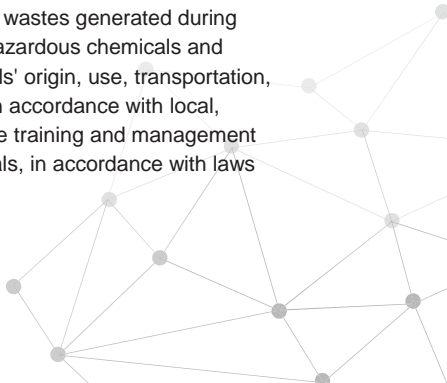 wastes generated during
azardous chemicals and
ls' origin, use, transportation,
accordance with local,
e training and management
als, in accordance with laws